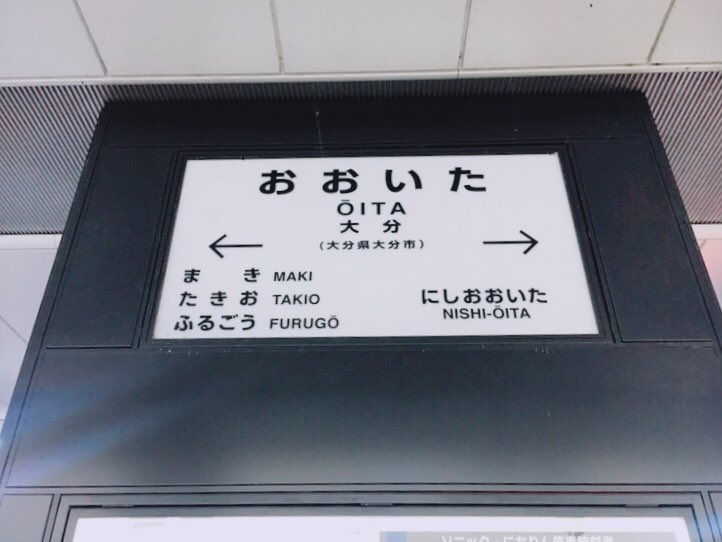 おおいた
ŌITA
大分
(大分県大分市)
← →
まき MAKI
たきお TAKIO
ふるごう FURUGŌ
にしおおいた
NISHI-ŌITA